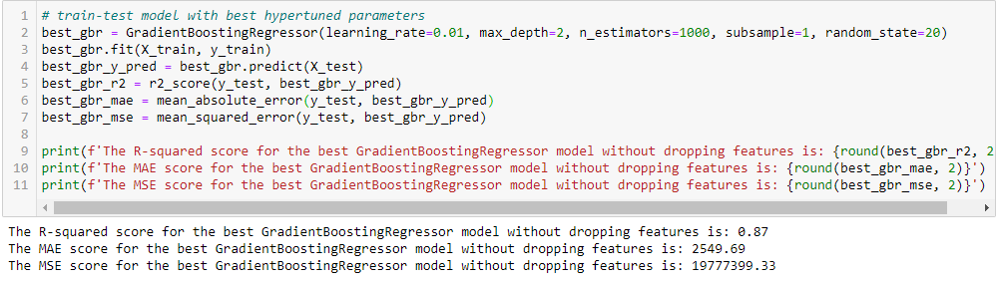 1 # train-test model with best hypertuned parameters
2 best_gbr = GradientBoostingRegressor(learning_rate=0.01, max_depth=2, n_estimators=1000, subsample=1, random_state=20)
3 best_gbr.fit(X_train, y_train)
4 best_gbr_y_pred = best_gbr.predict(X_test)
5 best_gbr_r2 = r2_score(y_test, best_gbr_y_pred)
6 best_gbr_mae = mean_absolute_error(y_test, best_gbr_y_pred)
7 best_gbr_mse = mean_squared_error(y_test, best_gbr_y_pred)
8
9 print(f'The R-squared score for the best GradientBoostingRegressor model without dropping features is: {round(best_gbr_r2, 2
10 print(f'The MAE score for the best GradientBoostingRegressor model without dropping features is: {round(best_gbr_mae, 2)}')
11 print(f'The MSE score for the best GradientBoostingRegressor model without dropping features is: {round(best_gbr_mse, 2)}')
The R-squared score for the best GradientBoostingRegressor model without dropping features is: 0.87
The MAE score for the best GradientBoostingRegressor model without dropping features is: 2549.69
The MSE score for the best GradientBoostingRegressor model without dropping features is: 19777399.33